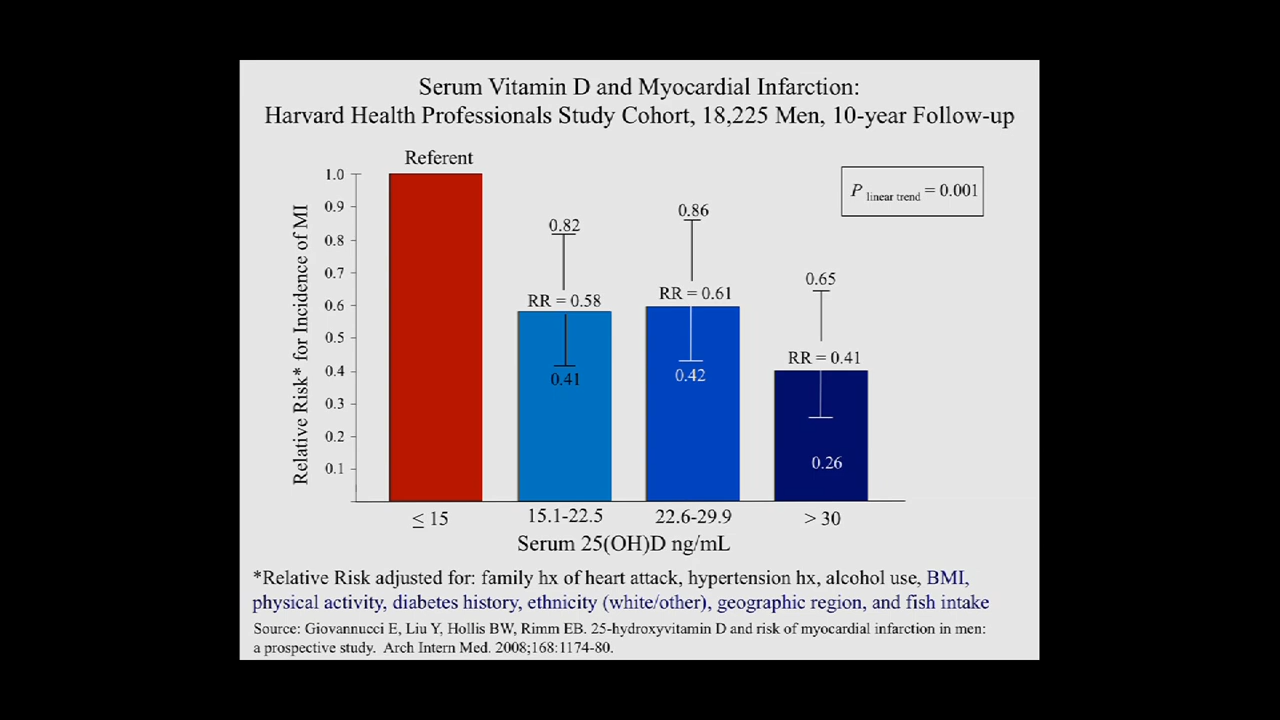 Serum Vitamin D and Myocardial Infarction:
Harvard Health Professionals Study Cohort, 18,225 Men, 10-year Follow-up
Referent
P linear trend = 0.001
Relative Risk* for Incidence of MI
1.0
0.9
0.8
0.7
0.6
0.5
0.4
0.3
0.2
0.1
0.82
RR = 0.58
0.41
0.86
RR = 0.61
0.42
0.65
RR = 0.41
0.26
≤ 15
15.1-22.5
22.6-29.9
> 30
Serum 25(OH)D ng/mL
*Relative Risk adjusted for: family hx of heart attack, hypertension hx, alcohol use, BMI,
physical activity, diabetes history, ethnicity (white/other), geographic region, and fish intake
Source: Giovannucci E, Liu Y, Hollis BW, Rimm EB. 25-hydroxyvitamin D and risk of myocardial infarction in men:
a prospective study. Arch Intern Med. 2008;168:1174-80.